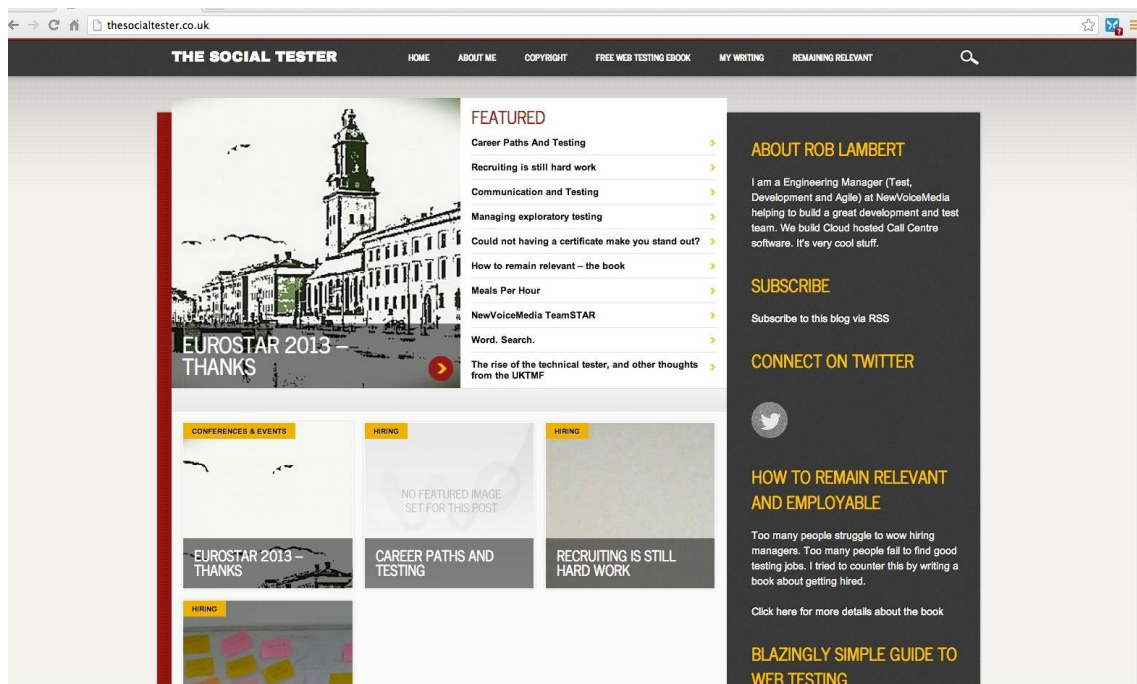 thesocialtester.co.uk
THE SOCIAL TESTER
HOME
ABOUT ME
COPYRIGHT
FREE WEB TESTING EBOOK
MY WRITING
REMAINING RELEVANT
EUROSTAR 2013 –
THANKS
FEATURED
Career Paths And Testing
Recruiting is still hard work
Communication and Testing
Managing exploratory testing
Could not having a certificate make you stand out?
How to remain relevant – the book
Meals Per Hour
NewVoiceMedia TeamSTAR
Word. Search.
The rise of the technical tester, and other thoughts
from the UKTMF
CONFERENCES & EVENTS
EUROSTAR 2013 –
THANKS
HIRING
NO FEATURED IMAGE
SET FOR THIS POST
CAREER PATHS AND
TESTING
HIRING
RECRUITING IS STILL
HARD WORK
HIRING
ABOUT ROB LAMBERT
I am a Engineering Manager (Test,
Development and Agile) at NewVoiceMedia
helping to build a great development and test
team. We build Cloud hosted Call Centre
software. It's very cool stuff.
SUBSCRIBE
Subscribe to this blog via RSS
CONNECT ON TWITTER
HOW TO REMAIN RELEVANT
AND EMPLOYABLE
Too many people struggle to wow hiring
managers. Too many people fail to find good
testing jobs. I tried to counter this by writing a
book about getting hired.
Click here for more details about the book
BLAZINGLY SIMPLE GUIDE TO
WEB TESTING